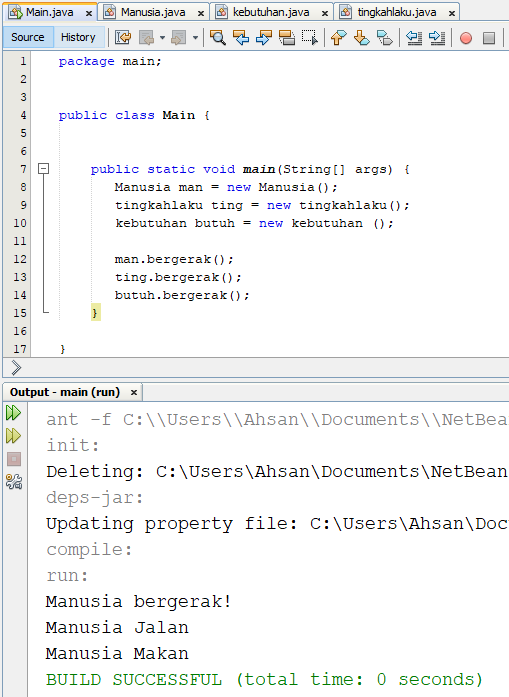 Main.java × Manusia.java × kebutuhan.java × tingkahlaku.java ×
Source History
1 package main;
2
3
4 public class Main {
5
6
7 public static void main(String[] args) {
8 Manusia man = new Manusia();
9 tingkahlaku ting = new tingkahlaku();
10 kebutuhan butuh = new kebutuhan ();
11
12 man.bergerak();
13 ting.bergerak();
14 butuh.bergerak();
15 }
16
17 }
Output - main (run) ×
ant -f C:\\Users\\Ahsan\\Documents\\NetBean
init:
Deleting: C:\Users\Ahsan\Documents\NetBean
deps-jar:
Updating property file: C:\Users\Ahsan\Doc
compile:
run:
Manusia bergerak!
Manusia Jalan
Manusia Makan
BUILD SUCCESSFUL (total time: 0 seconds)